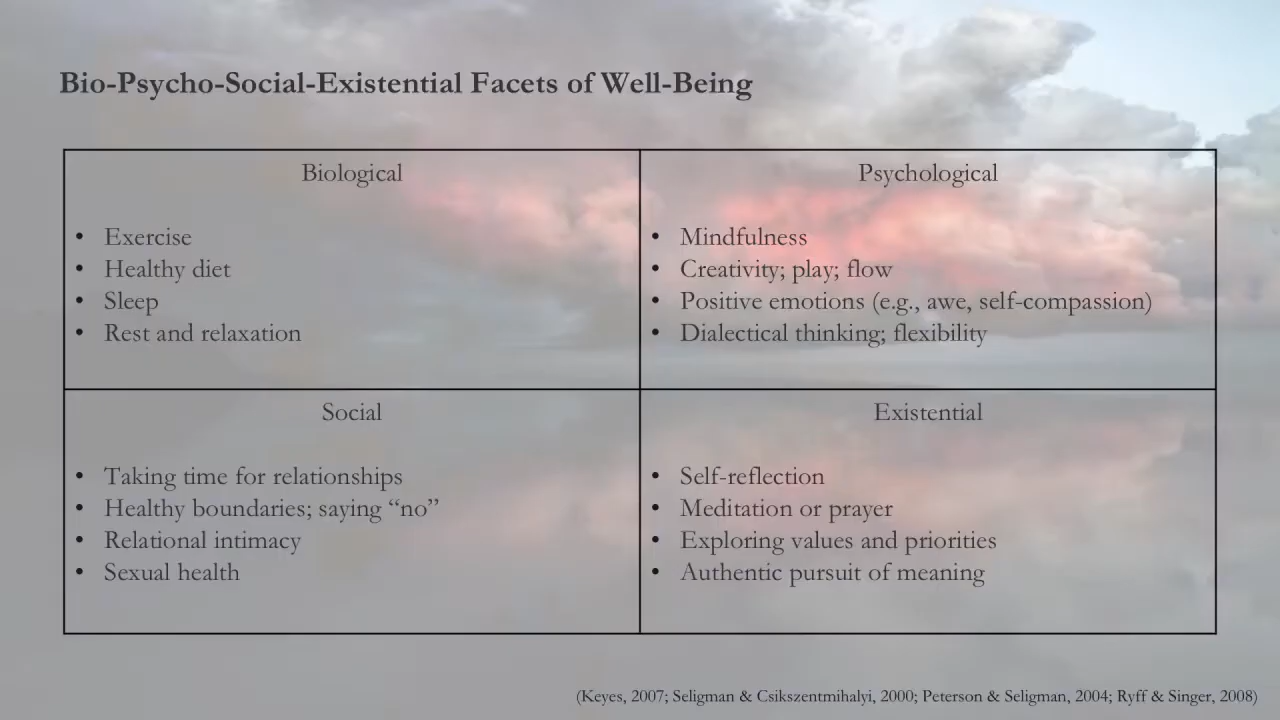 Bio-Psycho-Social-Existential Facets of Well-Being
Biological
• Exercise
• Healthy diet
• Sleep
• Rest and relaxation
Psychological
• Mindfulness
• Creativity; play; flow
• Positive emotions (e.g., awe, self-compassion)
• Dialectical thinking; flexibility
Social
• Taking time for relationships
• Healthy boundaries; saying “no”
• Relational intimacy
• Sexual health
Existential
• Self-reflection
• Meditation or prayer
• Exploring values and priorities
• Authentic pursuit of meaning
(Keyes, 2007; Seligman & Csikszentmihalyi, 2000; Peterson & Seligman, 2004; Ryff & Singer, 2008)